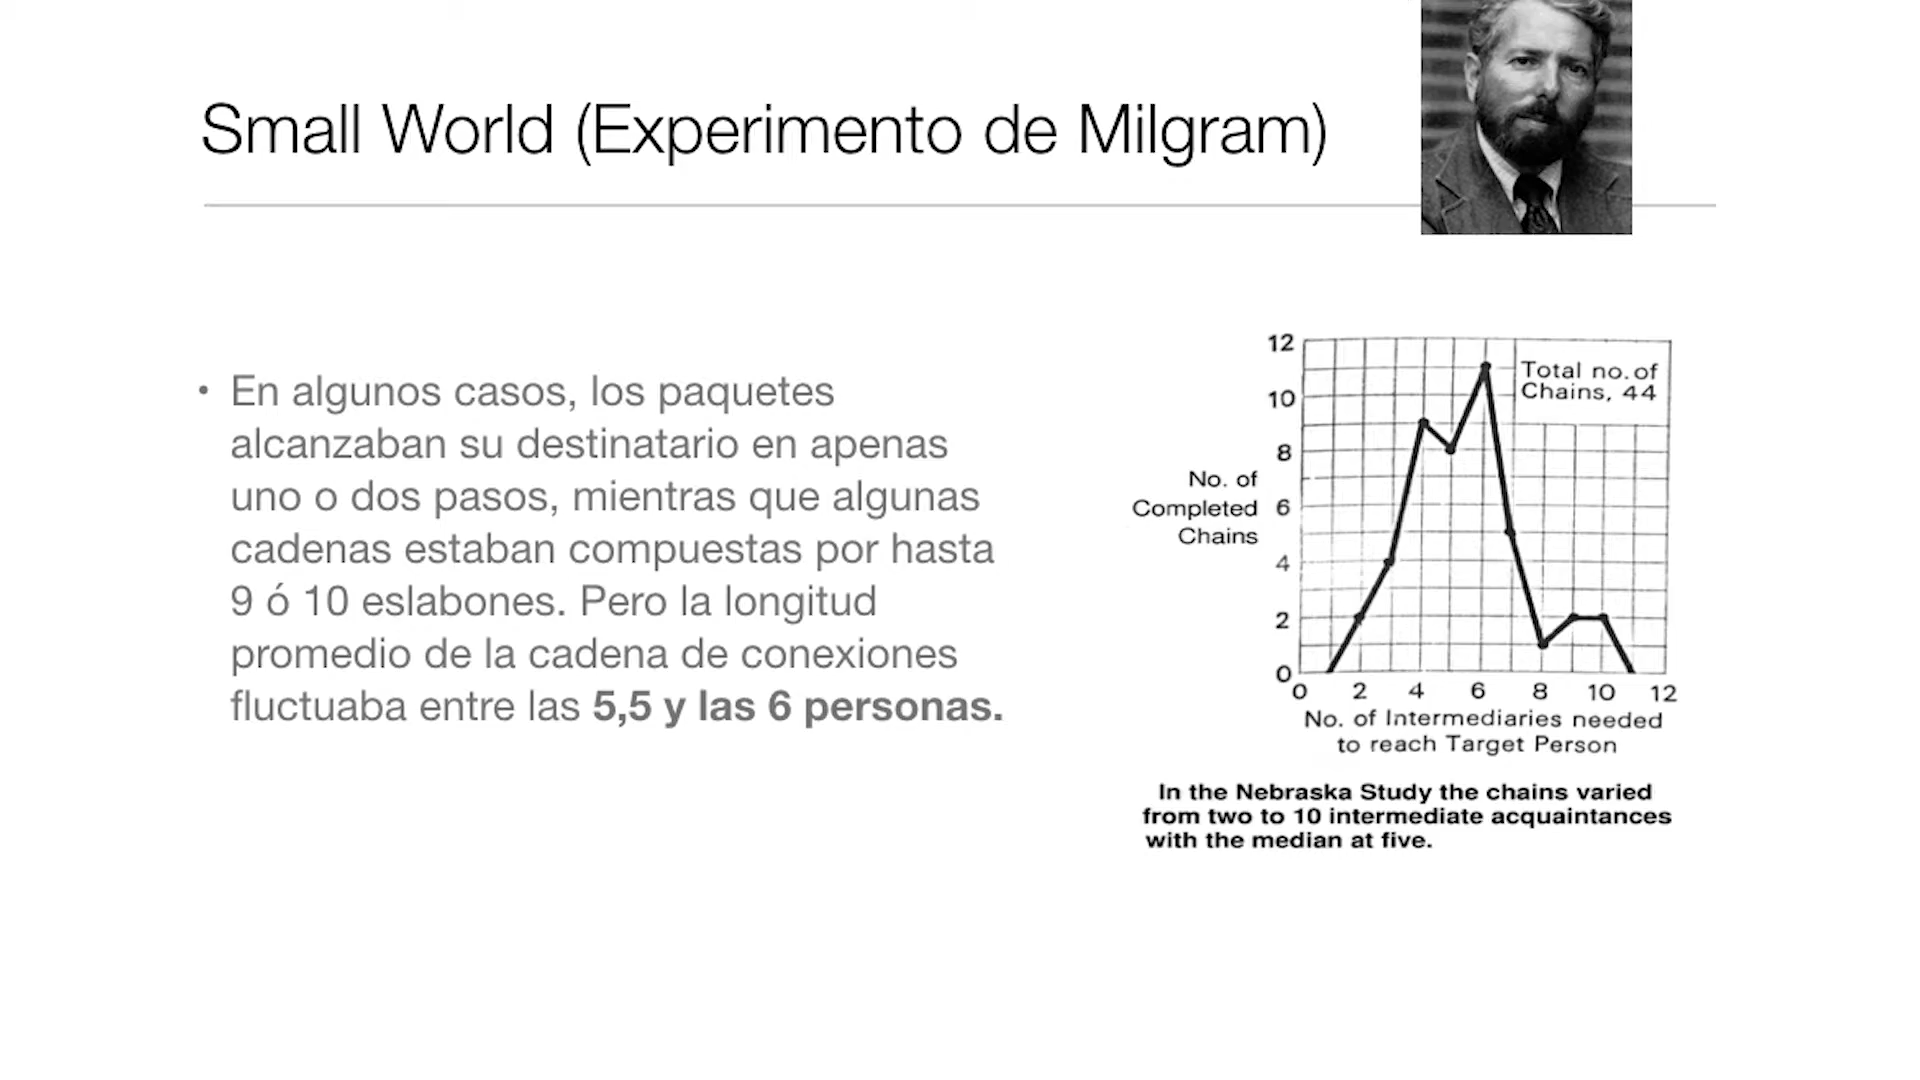 Small World (Experimento de Milgram)
• En algunos casos, los paquetes
alcanzaban su destinatario en apenas
uno o dos pasos, mientras que algunas
cadenas estaban compuestas por hasta
9 ó 10 eslabones. Pero la longitud
promedio de la cadena de conexiones
fluctuaba entre las 5,5 y las 6 personas.
12
10
8
6
4
2
0
No. of
Completed
Chains
Total no. of
Chains, 44
0 2 4 6 8 10 12
No. of Intermediaries needed
to reach Target Person
In the Nebraska Study the chains varied
from two to 10 intermediate acquaintances
with the median at five.